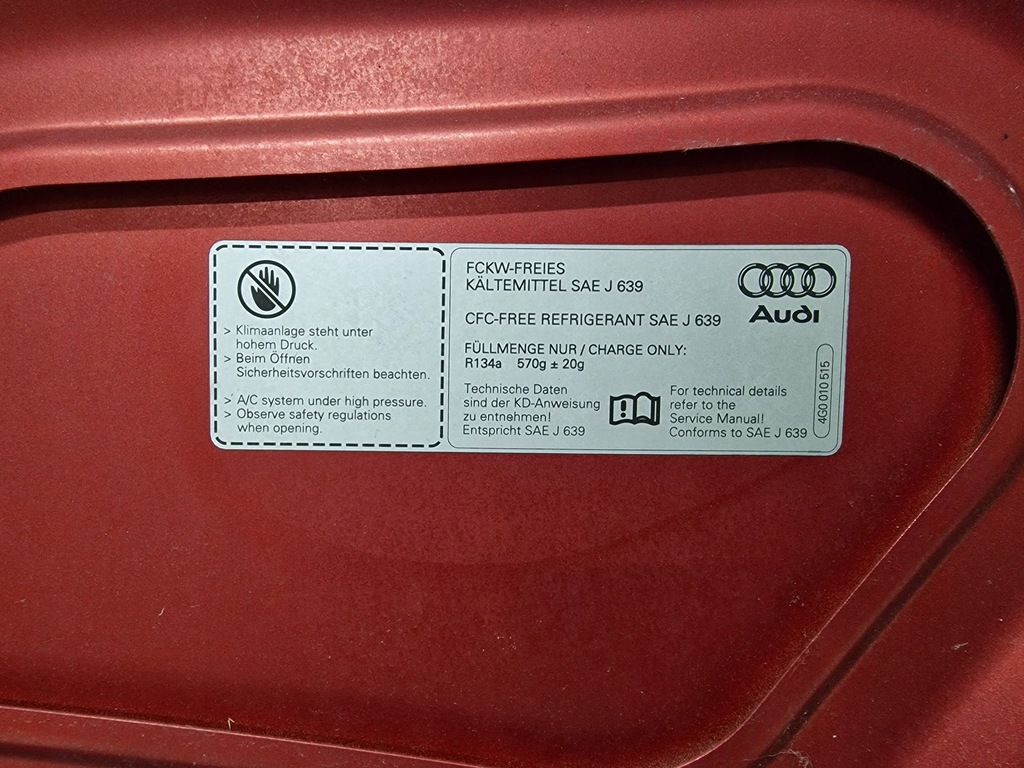 > Klimaanlage steht unter
hohem Druck.
> Beim Öffnen
Sicherheitsvorschriften beachten.
> A/C system under high pressure.
> Observe safety regulations
when opening.
FCKW-FREIES
KÄLTEMITTEL SAE J 639
CFC-FREE REFRIGERANT SAE J 639
FÜLLMENGE NUR / CHARGE ONLY:
R134a 570g ± 20g
Technische Daten
sind der KD-Anweisung
zu entnehmen!
Entspricht SAE J 639
For technical details
refer to the
Service Manual!
Conforms to SAE J 639
Audi
4G0 010 515